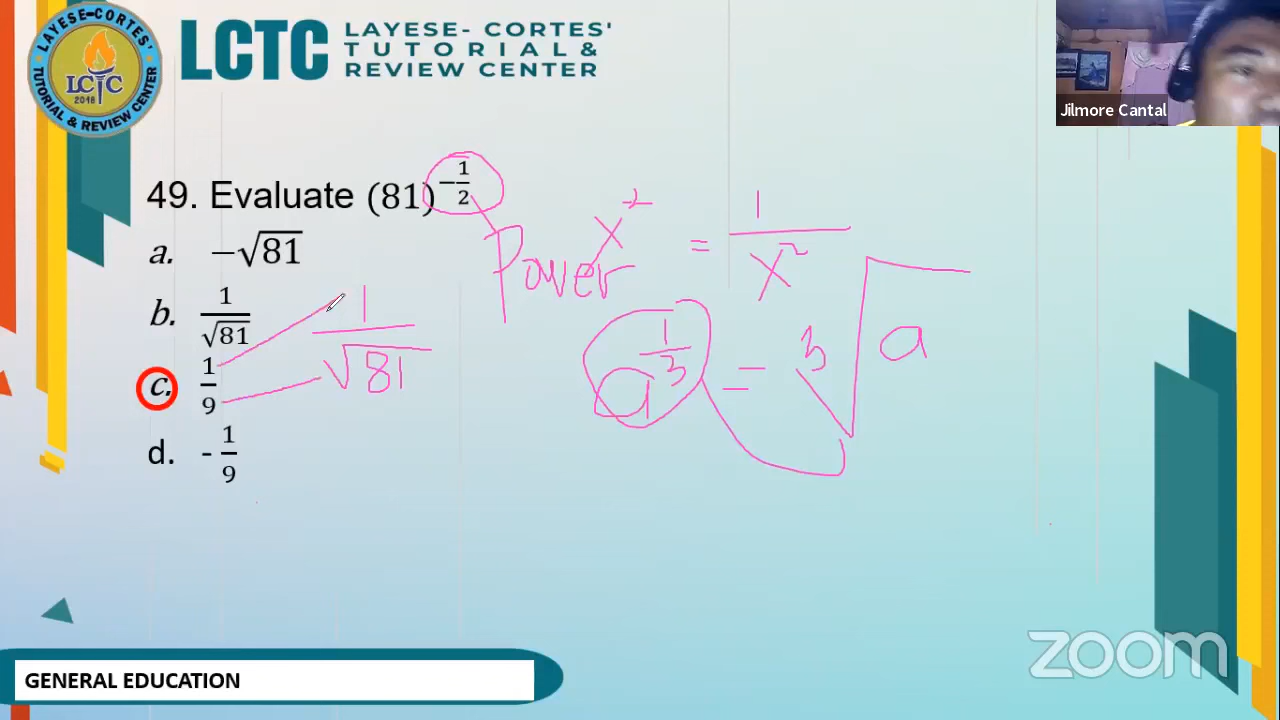 LAYESE-CORTES'
LCTC
2018
TUTORIAL & REVIEW CENTER
LCTC
LAYESE- CORTES'
TUTORIAL &
REVIEW CENTER
Jilmore Cantal
49. Evaluate (81)^{-1/2}
a. -√81
b. 1/√81
c. 1/9
d. - 1/9
Power
x^{-2} = 1/x^2
1/√81
a^{1/3} = ∛a
GENERAL EDUCATION
zoom